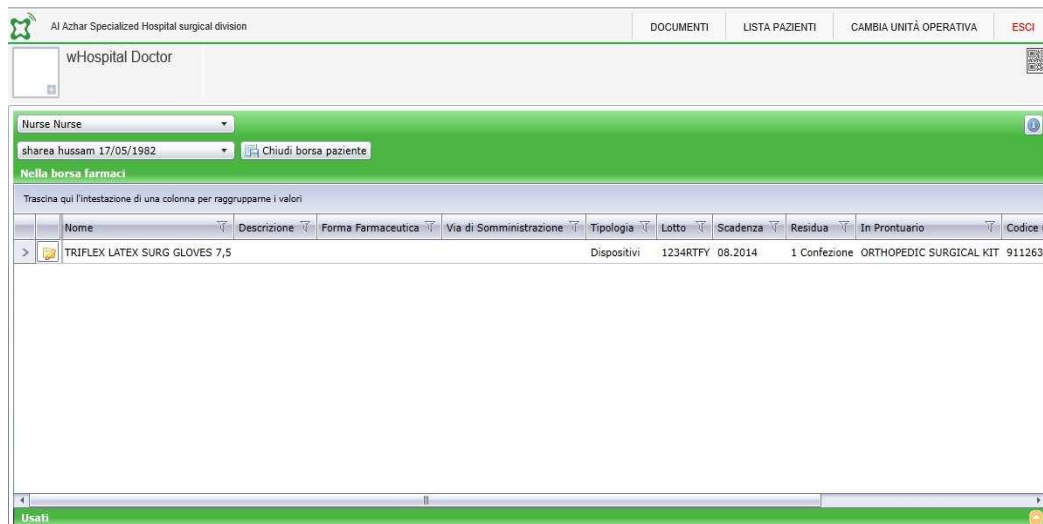 Al Azhar Specialized Hospital surgical division DOCUMENTI LISTA PAZIENTI CAMBIA UNITÀ OPERATIVA ESCI
wHospital Doctor
Nurse Nurse
sharea hussam 17/05/1982 Chiudi borsa paziente
Nella borsa farmaci
Trascina qui l'intestazione di una colonna per raggrupparne i valori
Nome Descrizione Forma Farmaceutica Via di Somministrazione Tipologia Lotto Scadenza Residua In Prontuario Codice
TRIFLEX LATEX SURG GLOVES 7,5 Dispositivi 1234RTFY 08.2014 1 Confezione ORTHOPEDIC SURGICAL KIT 911263
Usati